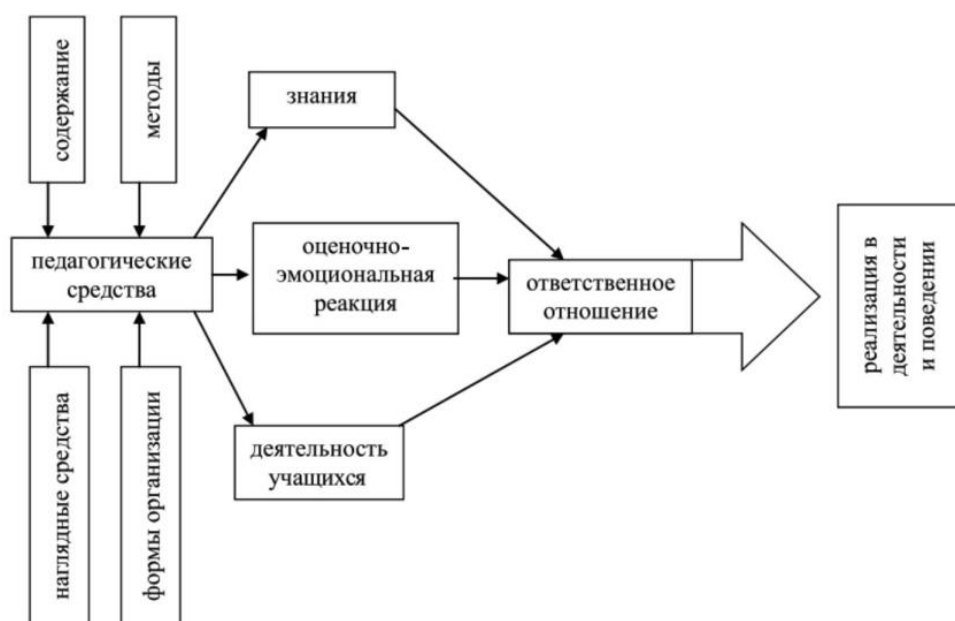 содержание
методы
знания
педагогические
средства
оценочно-
эмоциональная
реакция
ответственное
отношение
реализация в
деятельности
и поведении
наглядные средства
формы организации
деятельность
учащихся